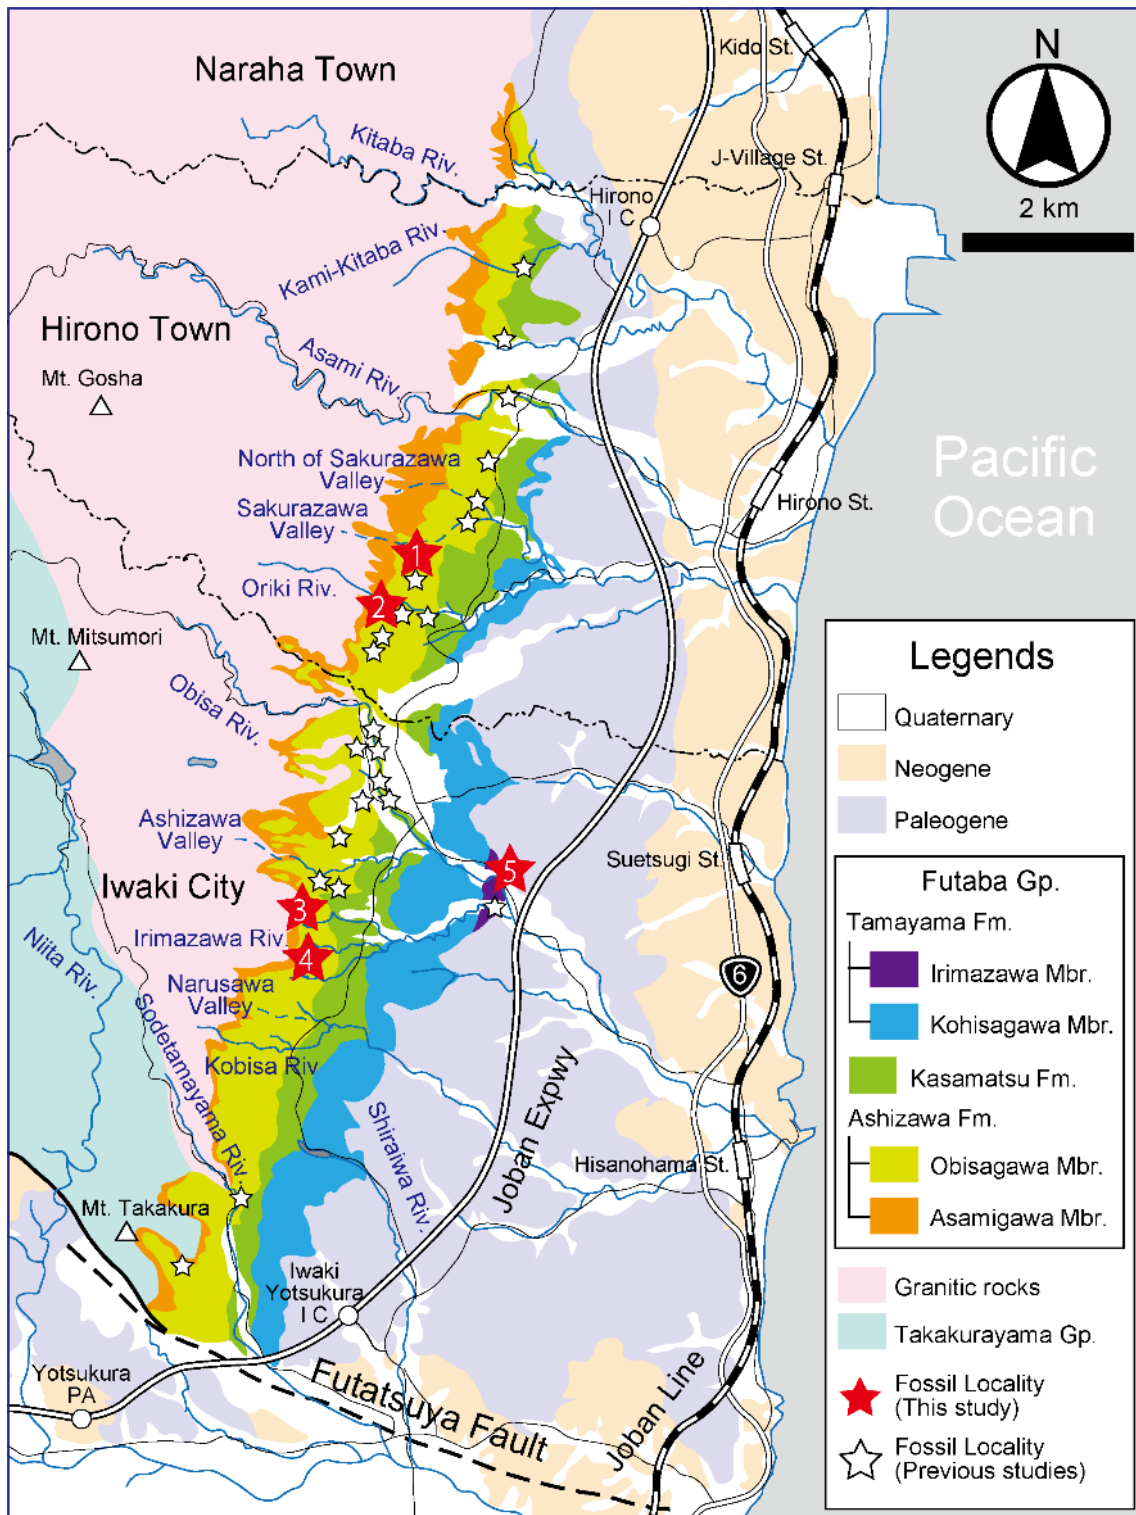 Naraha Town
Kido St.
N
Kitaba Riv.
J-Village St.
Hirono
I C
2 km
Kami-Kitaba Riv.
Hirono Town
Asami Riv.
Mt. Gosha
Pacific
Ocean
North of Sakurazawa
Valley
Sakurazawa
Valley
Hirono St.
1
Oriki Riv.
2
Mt. Mitsumori
Obisa Riv.
Ashizawa
Valley
Suetsugi St.
5
Iwaki City
3
Irimazawa Riv.
4
Niita Riv.
Narusawa
Valley
6
Sodetamayama Riv.
Kobisa Riv
Shiraiwa Riv.
Joban Expwy
Hisanohama St.
Mt. Takakura
Iwaki
Yotsukura
I C
Yotsukura
PA
Futatsuya Fault
Joban Line
Legends
Quaternary
Neogene
Paleogene
Futaba Gp.
Tamayama Fm.
Irimazawa Mbr.
Kohisagawa Mbr.
Kasamatsu Fm.
Ashizawa Fm.
Obisagawa Mbr.
Asamigawa Mbr.
Granitic rocks
Takakurayama Gp.
Fossil Locality
(This study)
Fossil Locality
(Previous studies)